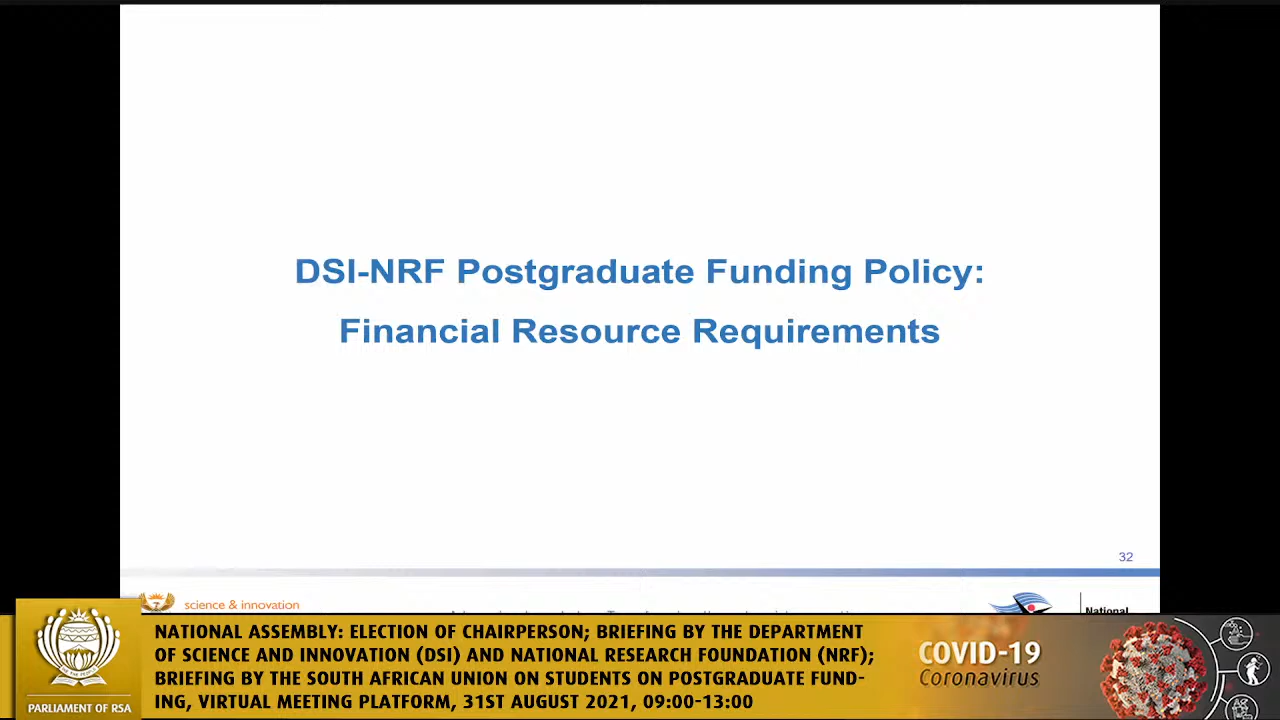 DSI-NRF Postgraduate Funding Policy:
Financial Resource Requirements
32
science & innovation
National
PARLIAMENT OF RSA
NATIONAL ASSEMBLY: ELECTION OF CHAIRPERSON; BRIEFING BY THE DEPARTMENT
OF SCIENCE AND INNOVATION (DSI) AND NATIONAL RESEARCH FOUNDATION (NRF);
BRIEFING BY THE SOUTH AFRICAN UNION ON STUDENTS ON POSTGRADUATE FUND-
ING, VIRTUAL MEETING PLATFORM, 31ST AUGUST 2021, 09:00-13:00
COVID-19
Coronavirus